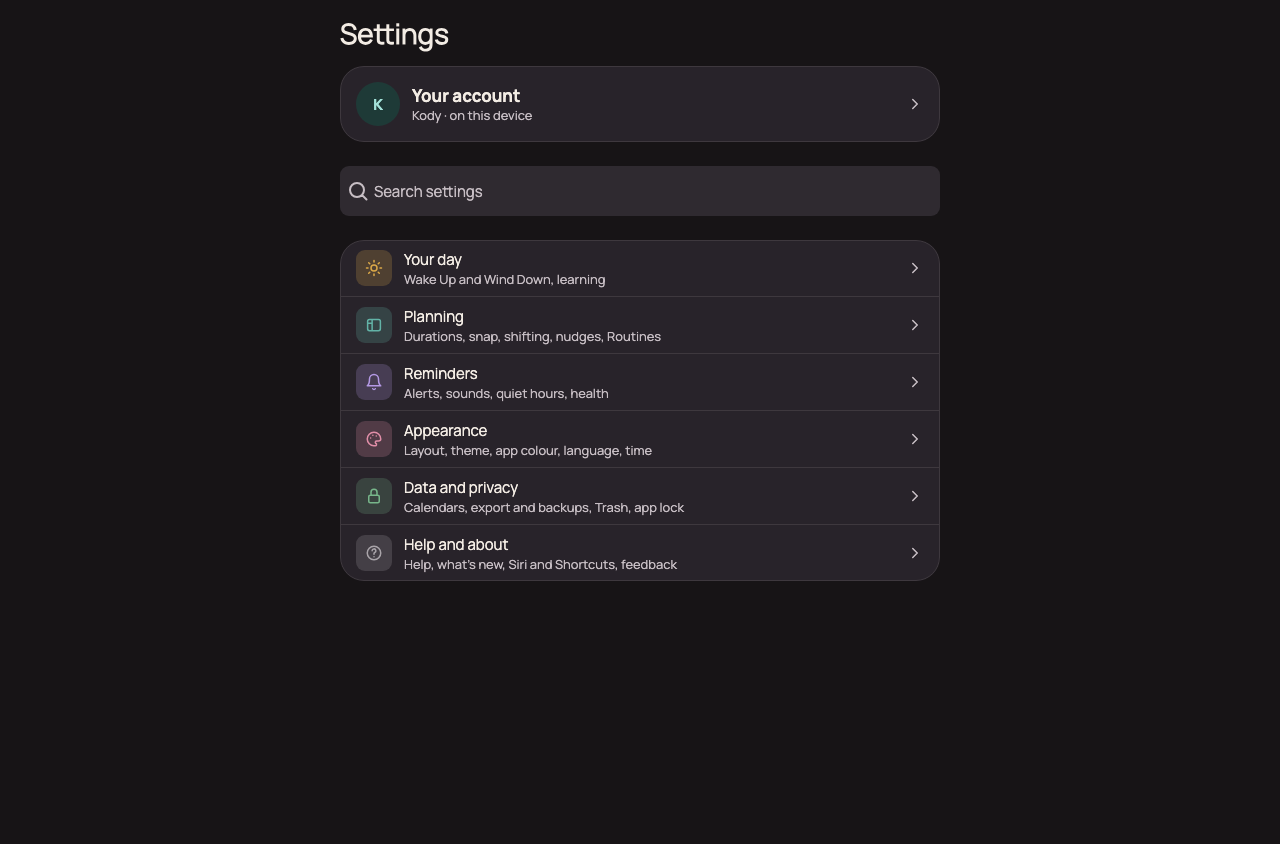 Settings
K
Your account
Kody · on this device
Search settings
Your day
Wake Up and Wind Down, learning
Planning
Durations, snap, shifting, nudges, Routines
Reminders
Alerts, sounds, quiet hours, health
Appearance
Layout, theme, app colour, language, time
Data and privacy
Calendars, export and backups, Trash, app lock
Help and about
Help, what's new, Siri and Shortcuts, feedback